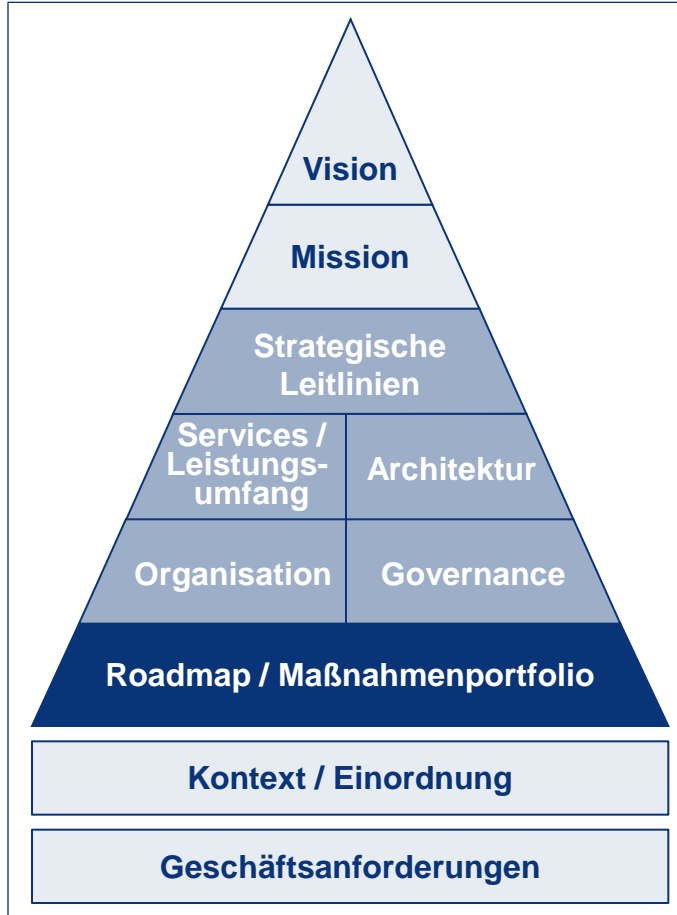 Vision
Mission
Strategische
Leitlinien
Services /
Leistungs-
umfang
Architektur
Organisation
Governance
Roadmap / Maßnahmenportfolio
Kontext / Einordnung
Geschäftsanforderungen